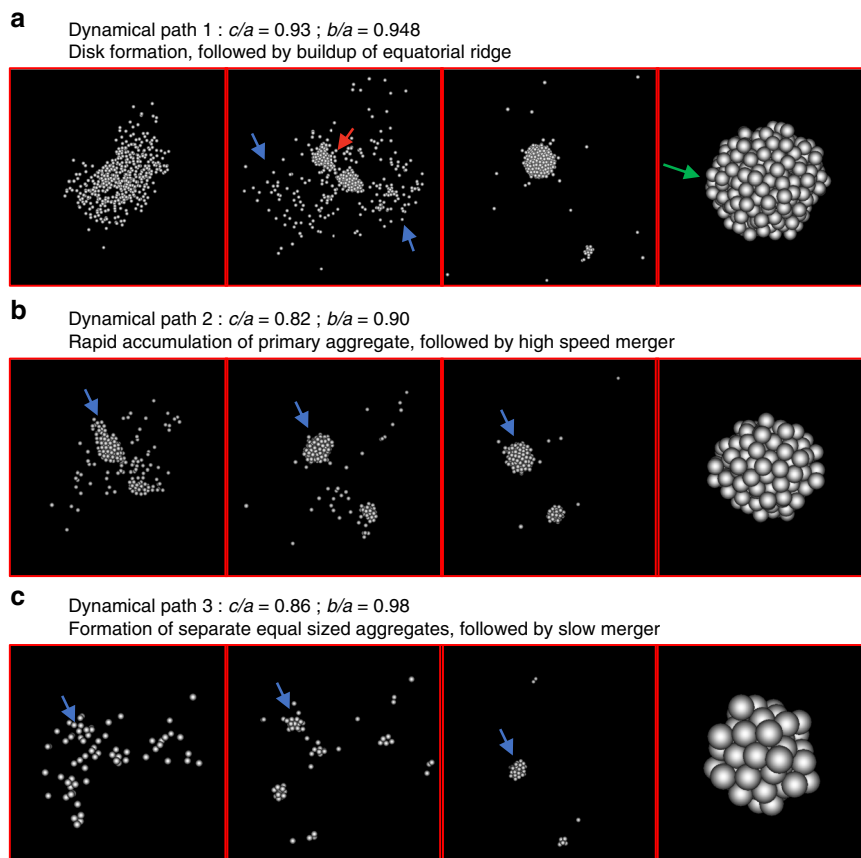 a
Dynamical path 1 : c/a = 0.93 ; b/a = 0.948
Disk formation, followed by buildup of equatorial ridge
b
Dynamical path 2 : c/a = 0.82 ; b/a = 0.90
Rapid accumulation of primary aggregate, followed by high speed merger
c
Dynamical path 3 : c/a = 0.86 ; b/a = 0.98
Formation of separate equal sized aggregates, followed by slow merger